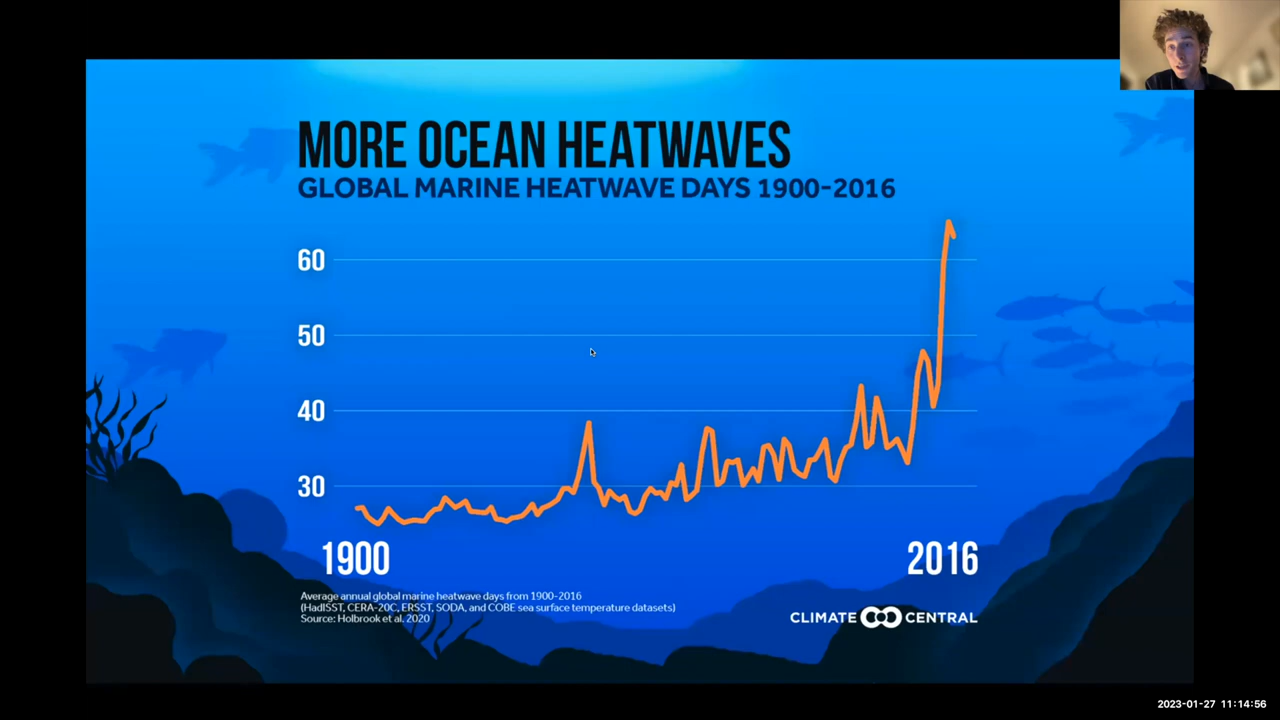 MORE OCEAN HEATWAVES
GLOBAL MARINE HEATWAVE DAYS 1900-2016
60
50
40
30
1900 2016
Average annual global marine heatwave days from 1900-2016
(HadISST, CERA-20C, ERSST, SODA, and COBE sea surface temperature datasets)
Source: Holbrook et al. 2020
CLIMATE CENTRAL
2023-01-27 11:14:56